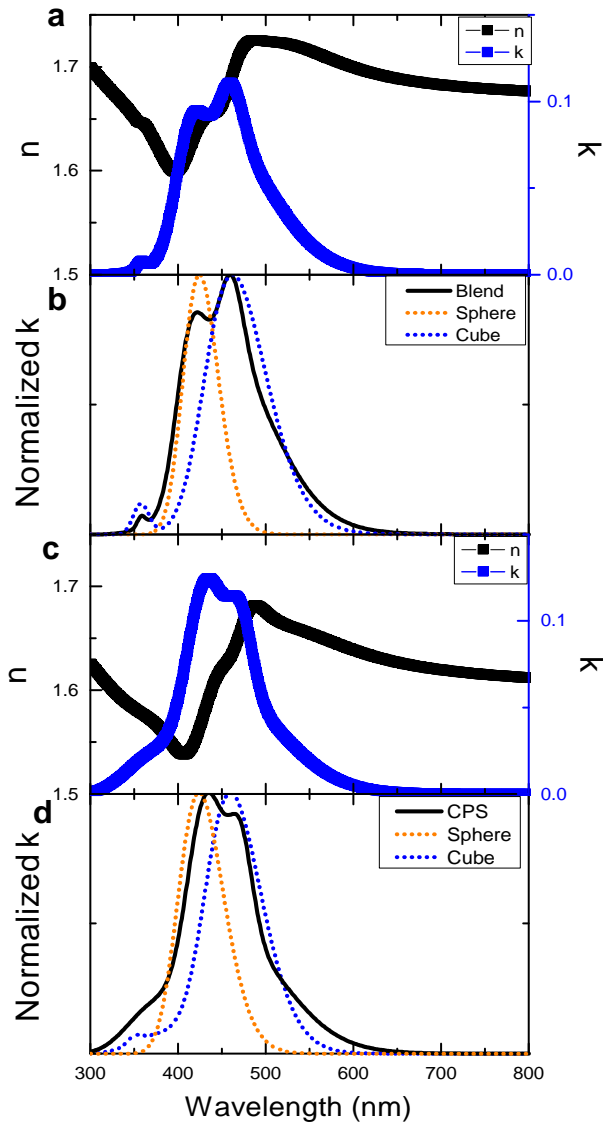 a
n
k
1.7
1.6
1.5
n
0.1
0.0
k
b
Blend
Sphere
Cube
Normalized k
c
n
k
1.7
1.6
1.5
n
0.1
0.0
k
d
CPS
Sphere
Cube
Normalized k
300 400 500 600 700 800
Wavelength (nm)